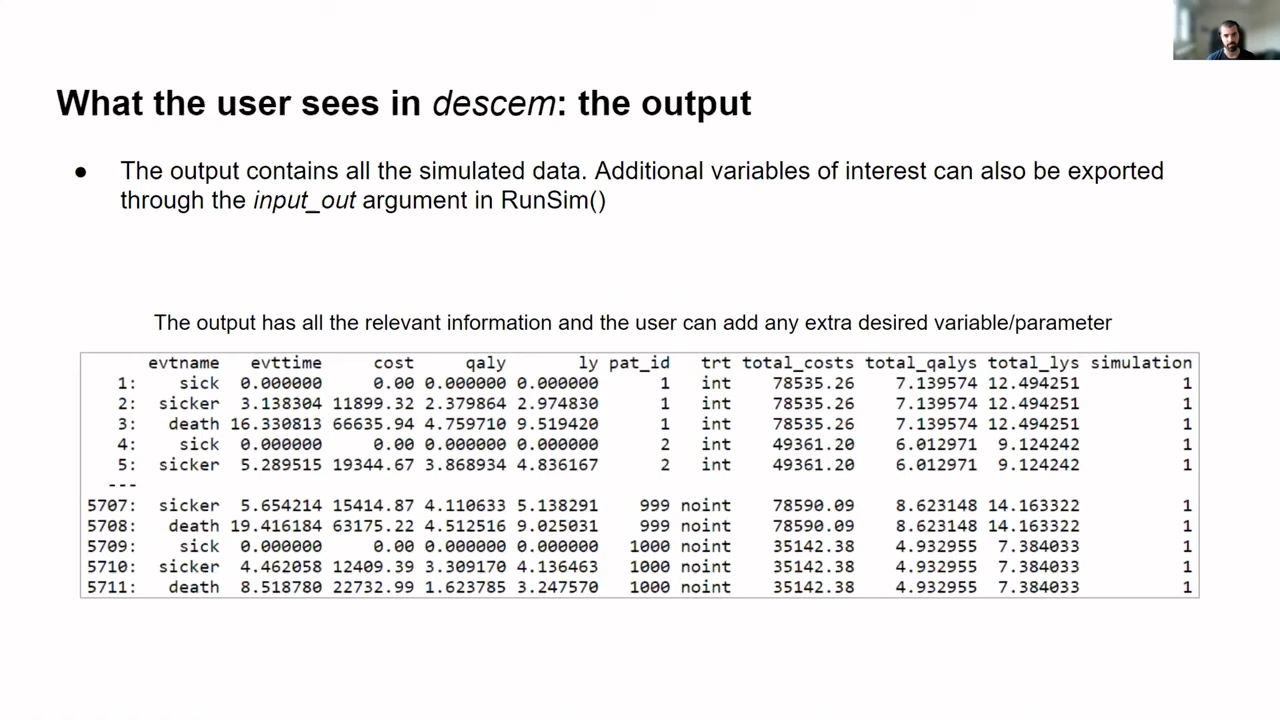 What the user sees in descem: the output
● The output contains all the simulated data. Additional variables of interest can also be exported
through the input_out argument in RunSim()
The output has all the relevant information and the user can add any extra desired variable/parameter
evtname evttime cost qaly ly pat_id trt total_costs total_qalys total_lys simulation
1: sick 0.000000 0.00 0.000000 0.000000 1 int 78535.26 7.139574 12.494251 1
2: sicker 3.138304 11899.32 2.379864 2.974830 1 int 78535.26 7.139574 12.494251 1
3: death 16.330813 66635.94 4.759710 9.519420 1 int 78535.26 7.139574 12.494251 1
4: sick 0.000000 0.00 0.000000 0.000000 2 int 49361.20 6.012971 9.124242 1
5: sicker 5.289515 19344.67 3.868934 4.836167 2 int 49361.20 6.012971 9.124242 1
---
5707: sicker 5.654214 15414.87 4.110633 5.138291 999 noint 78590.09 8.623148 14.163322 1
5708: death 19.416184 63175.22 4.512516 9.025031 999 noint 78590.09 8.623148 14.163322 1
5709: sick 0.000000 0.00 0.000000 0.000000 1000 noint 35142.38 4.932955 7.384033 1
5710: sicker 4.462058 12409.39 3.309170 4.136463 1000 noint 35142.38 4.932955 7.384033 1
5711: death 8.518780 22732.99 1.623785 3.247570 1000 noint 35142.38 4.932955 7.384033 1